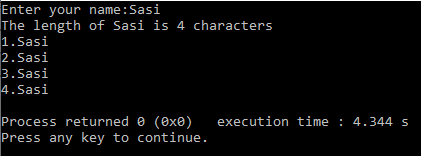 Enter your name:Sasi
The length of Sasi is 4 characters
1.Sasi
2.Sasi
3.Sasi
4.Sasi
Process returned 0 (0x0)   execution time : 4.344 s
Press any key to continue.